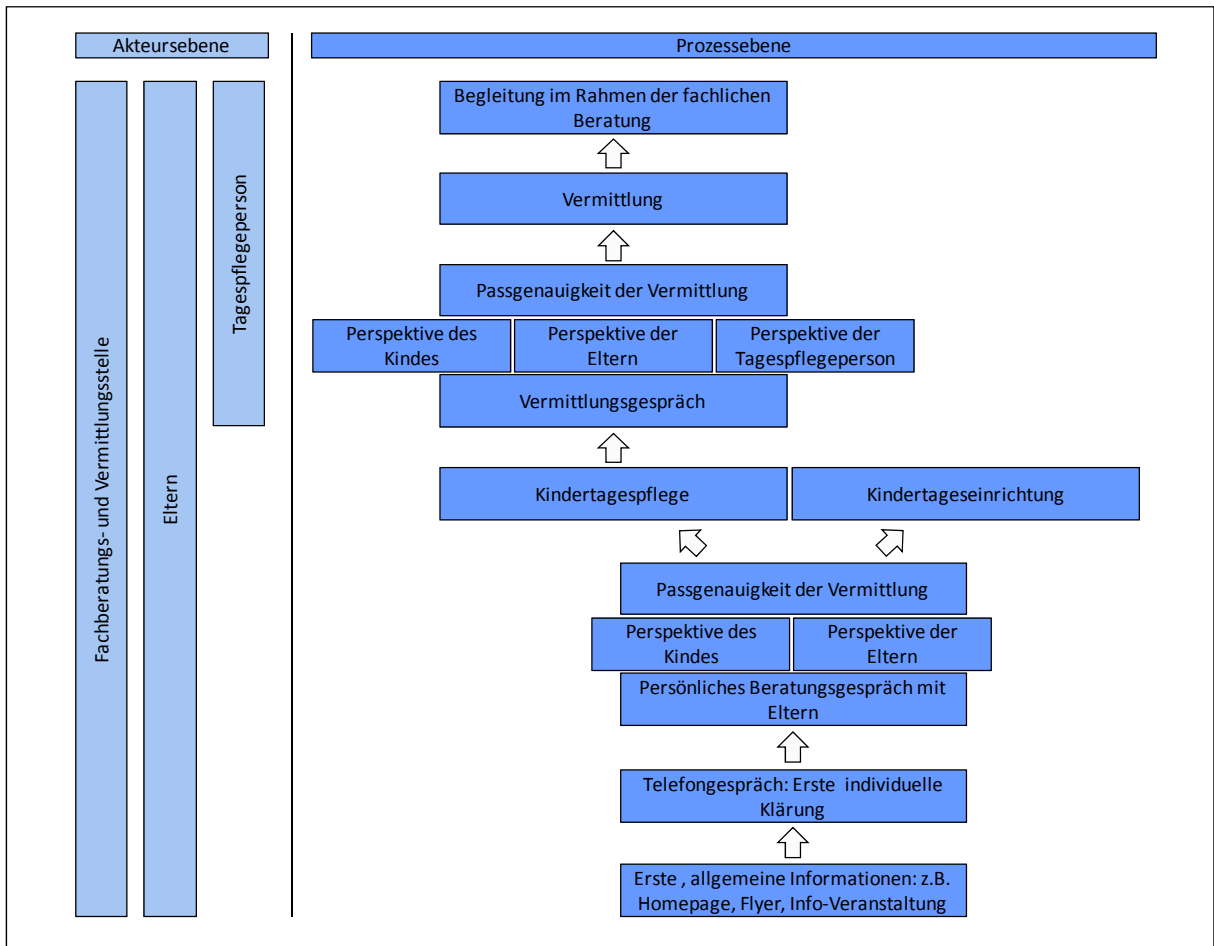 Akteursebene
Prozessebene
Fachberatungs- und Vermittlungsstelle
Eltern
Tagespflegeperson
Begleitung im Rahmen der fachlichen
Beratung
Vermittlung
Passgenauigkeit der Vermittlung
Perspektive des
Kindes
Perspektive der
Eltern
Perspektive der
Tagespflegeperson
Vermittlungsgespräch
Kindertagespflege
Kindertageseinrichtung
Passgenauigkeit der Vermittlung
Perspektive des
Kindes
Perspektive der
Eltern
Persönliches Beratungsgespräch mit
Eltern
Telefongespräch: Erste individuelle
Klärung
Erste , allgemeine Informationen: z.B.
Homepage, Flyer, Info-Veranstaltung